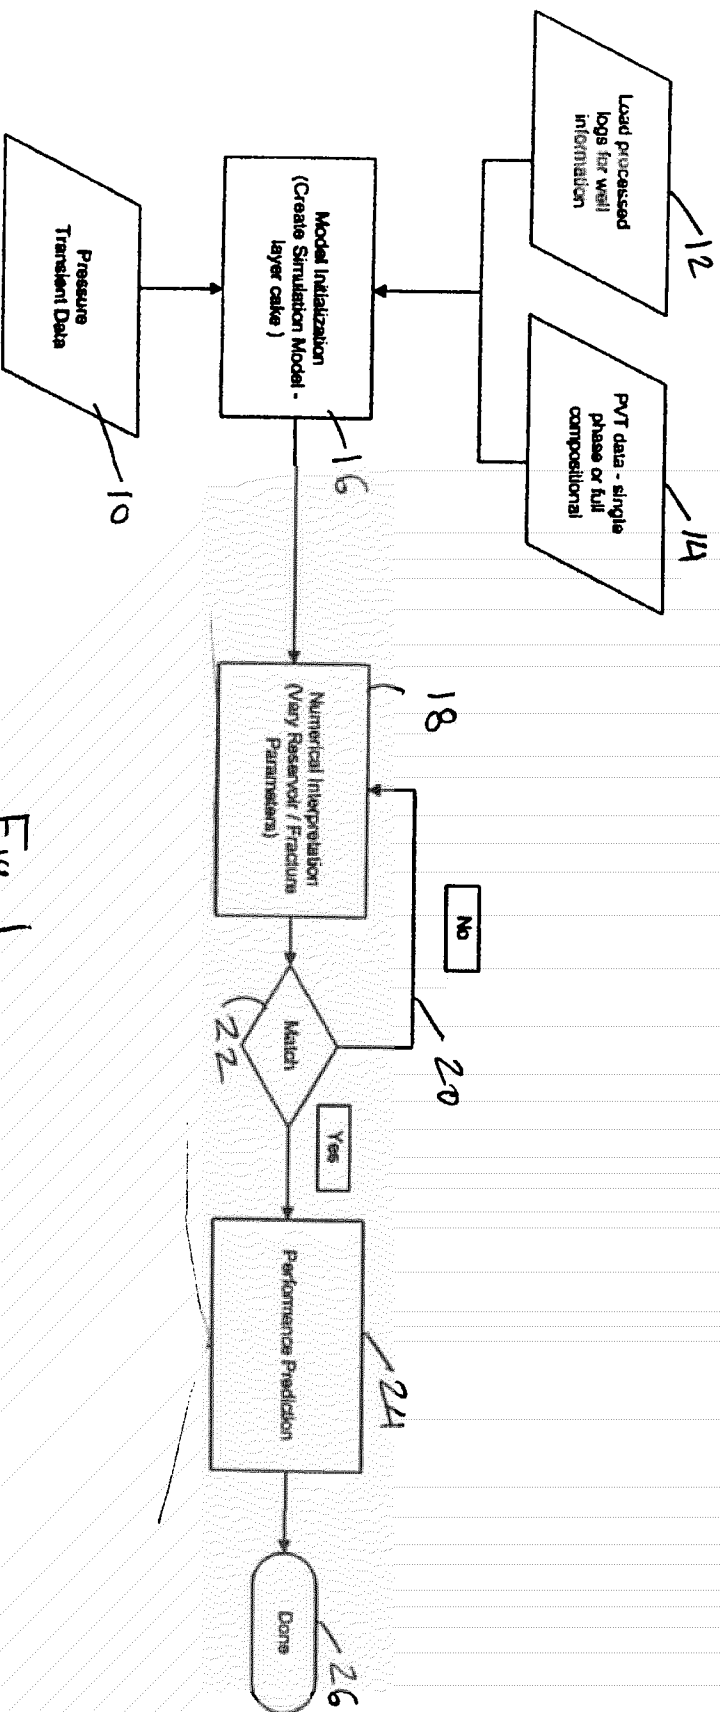 Load processed
logs for well
information
12
PVT data - single
phase or full
compositional
14
Model Initialization
(Create Simulation Model -
layer cake )
16
Pressure
Transient Data
10
18
Numerical Interpretation
(Vary Reservoir / Fracture
Parameters)
No
20
Match
22
Yes
Performance Prediction
24
Done
26